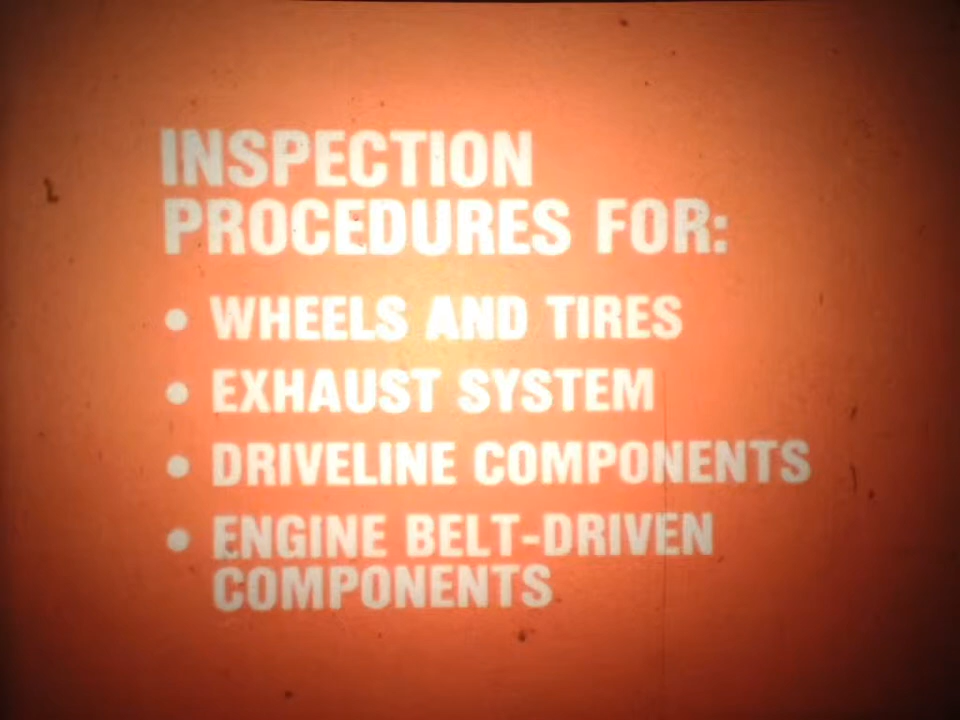 INSPECTION
PROCEDURES FOR:
• WHEELS AND TIRES
• EXHAUST SYSTEM
• DRIVELINE COMPONENTS
• ENGINE BELT-DRIVEN
COMPONENTS